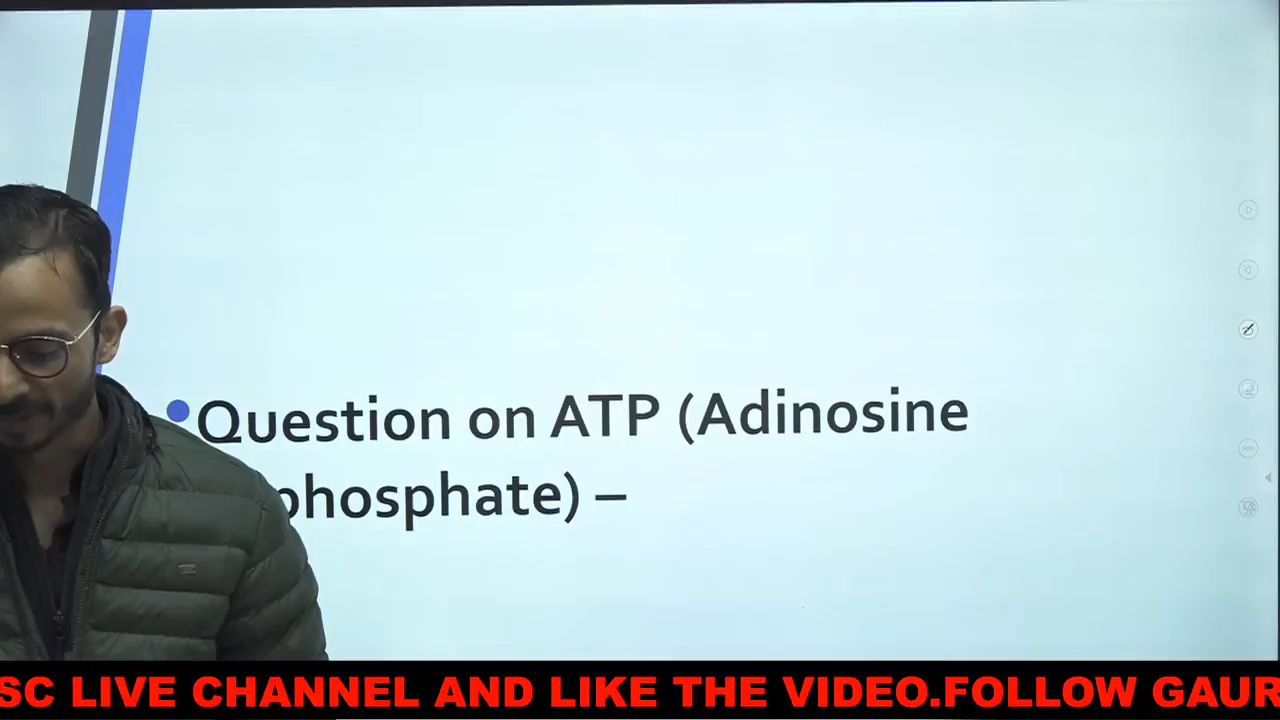 Question on ATP (Adinosine
phosphate) –
SC LIVE CHANNEL AND LIKE THE VIDEO.FOLLOW GAUR